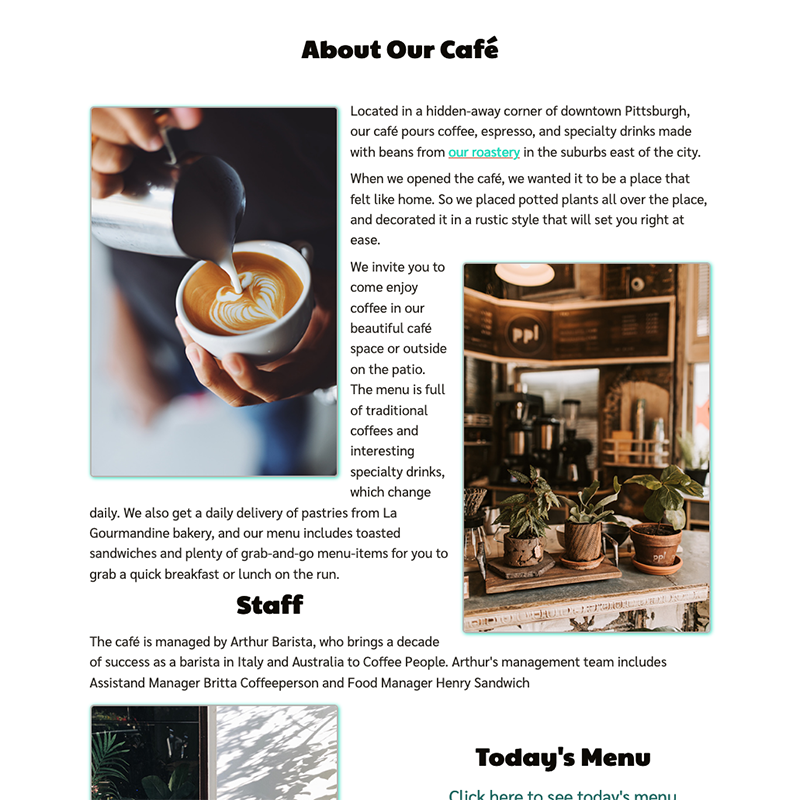 About Our Café
Located in a hidden-away corner of downtown Pittsburgh,
our café pours coffee, espresso, and specialty drinks made
with beans from our roastery in the suburbs east of the city.
When we opened the café, we wanted it to be a place that
felt like home. So we placed potted plants all over the place,
and decorated it in a rustic style that will set you right at
ease.
We invite you to
come enjoy
coffee in our
beautiful café
space or outside
on the patio.
The menu is full
of traditional
coffees and
interesting
specialty drinks,
which change
daily. We also get a daily delivery of pastries from La
Gourmandine bakery, and our menu includes toasted
sandwiches and plenty of grab-and-go menu-items for you to
grab a quick breakfast or lunch on the run.
ppl
ppl
Staff
The café is managed by Arthur Barista, who brings a decade
of success as a barista in Italy and Australia to Coffee People. Arthur's management team includes
Assistand Manager Britta Coffeeperson and Food Manager Henry Sandwich
Today's Menu
Click here to see today's menu